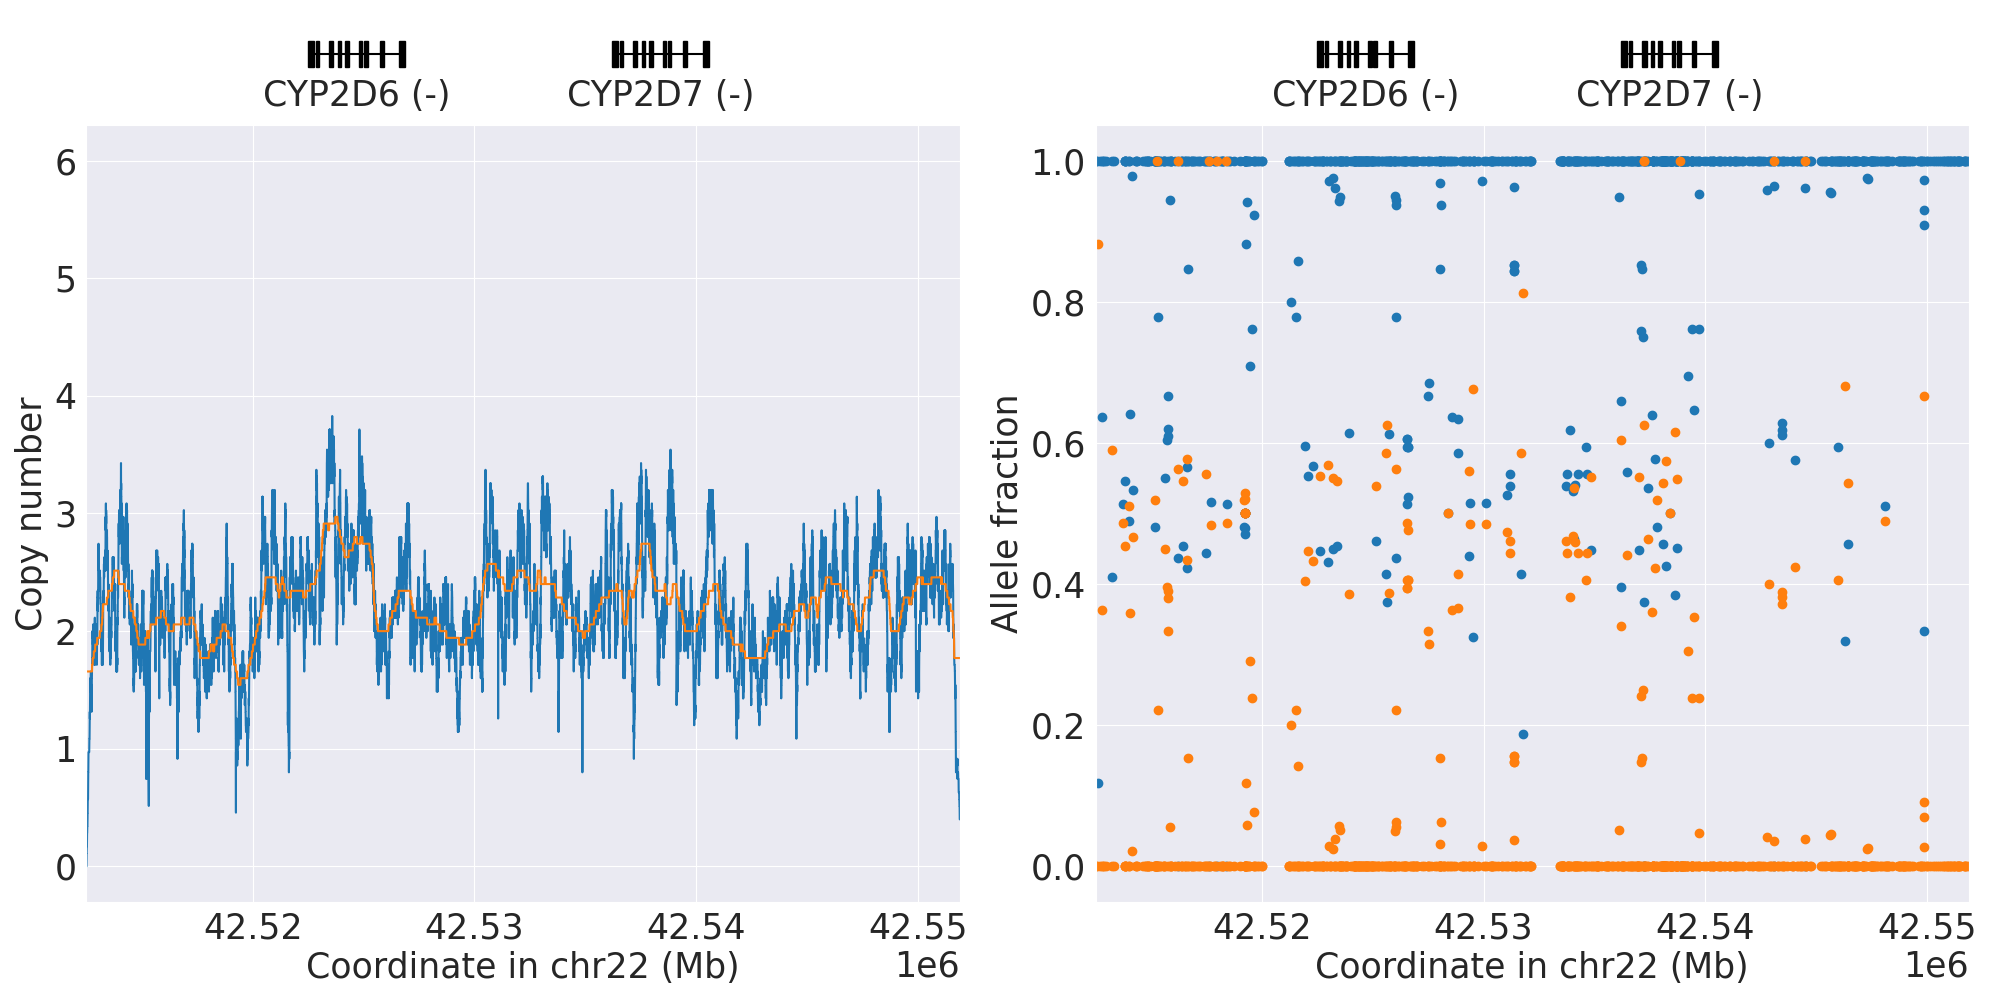 CYP2D6 (-) CYP2D7 (-)
Copy number
6
5
4
3
2
1
0
42.52 42.53 42.54 42.55
Coordinate in chr22 (Mb) 1e6
CYP2D6 (-) CYP2D7 (-)
Allele fraction
1.0
0.8
0.6
0.4
0.2
0.0
42.52 42.53 42.54 42.55
Coordinate in chr22 (Mb) 1e6